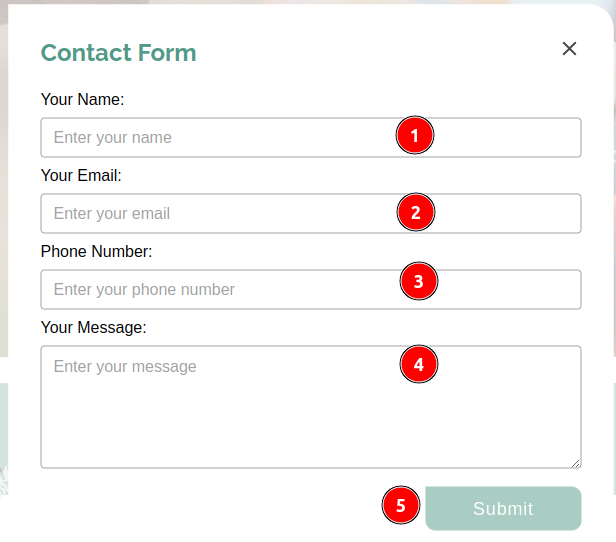 Contact Form
Your Name:
Enter your name
1
Your Email:
Enter your email
2
Phone Number:
Enter your phone number
3
Your Message:
Enter your message
4
5
Submit